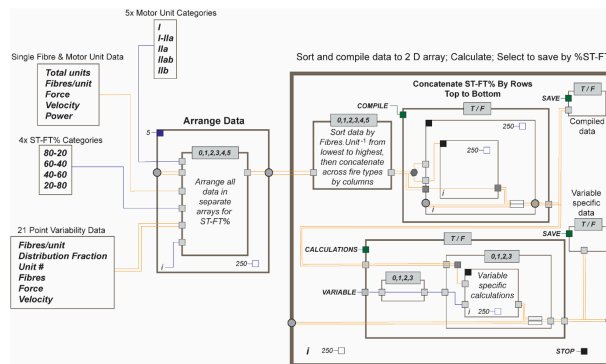 5x Motor Unit Categories
I
I-IIa
IIa
IIab
IIb
Single Fibre & Motor Unit Data
Total units
Fibres/unit
Force
Velocity
Power
4x ST-FT% Categories
80-20
60-40
40-60
20-80
21 Point Variability Data
Fibres/unit
Distribution Fraction
Unit #
Fibres
Force
Velocity
Arrange Data
5
0,1,2,3,4,5
Arrange all
data in
separate
arrays for
ST-FT%
i
250
Sort and compile data to 2 D array; Calculate; Select to save by %ST-FT
0,1,2,3,4,5
Sort data by
Fibres.Unit-1 from
lowest to highest,
then concatenate
across fire types
by columns
Concatenate ST-FT% By Rows
Top to Bottom
COMPILE
T / F
250
250
i
i
SAVE
T / F
Compiled
data
Variable
specific
data
SAVE
T / F
CALCULATIONS
T / F
VARIABLE
0,1,2,3
0,1,2,3
Variable
specific
calculations
i
250
i
250
STOP